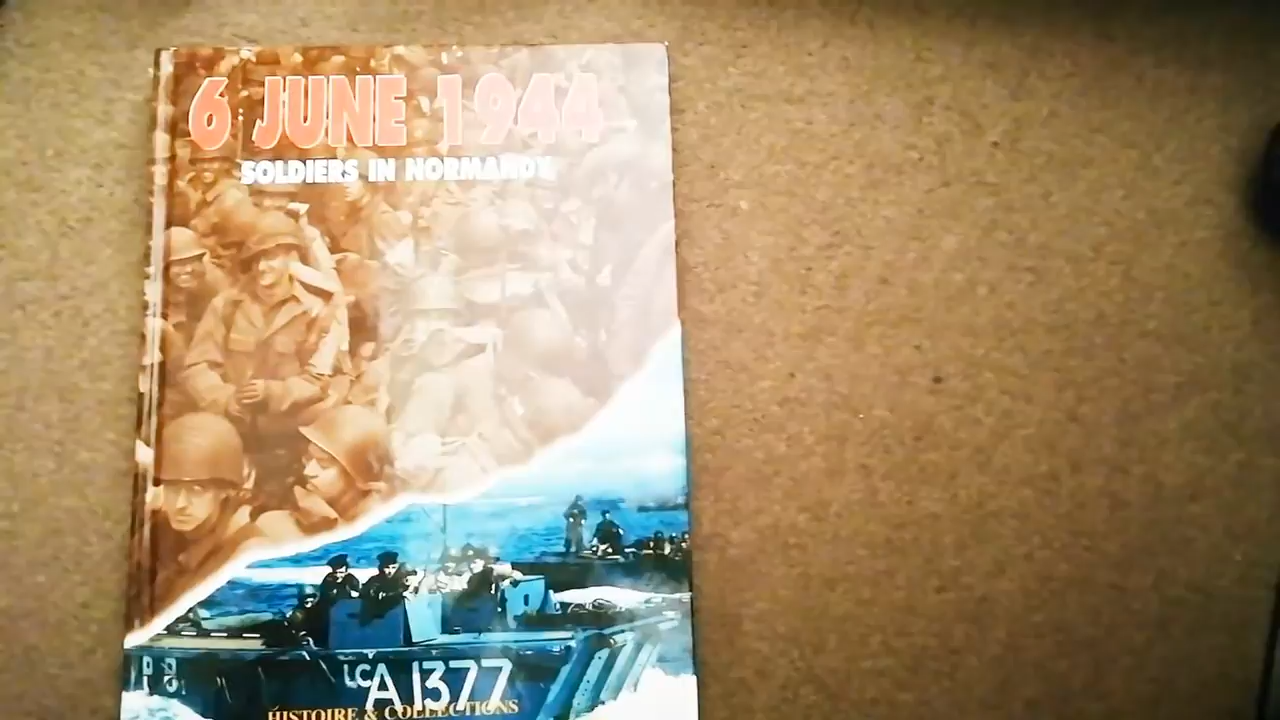 6 JUNE 1944
SOLDIERS IN NORMANDY
LCA 1377
HISTOIRE & COLLECTIONS